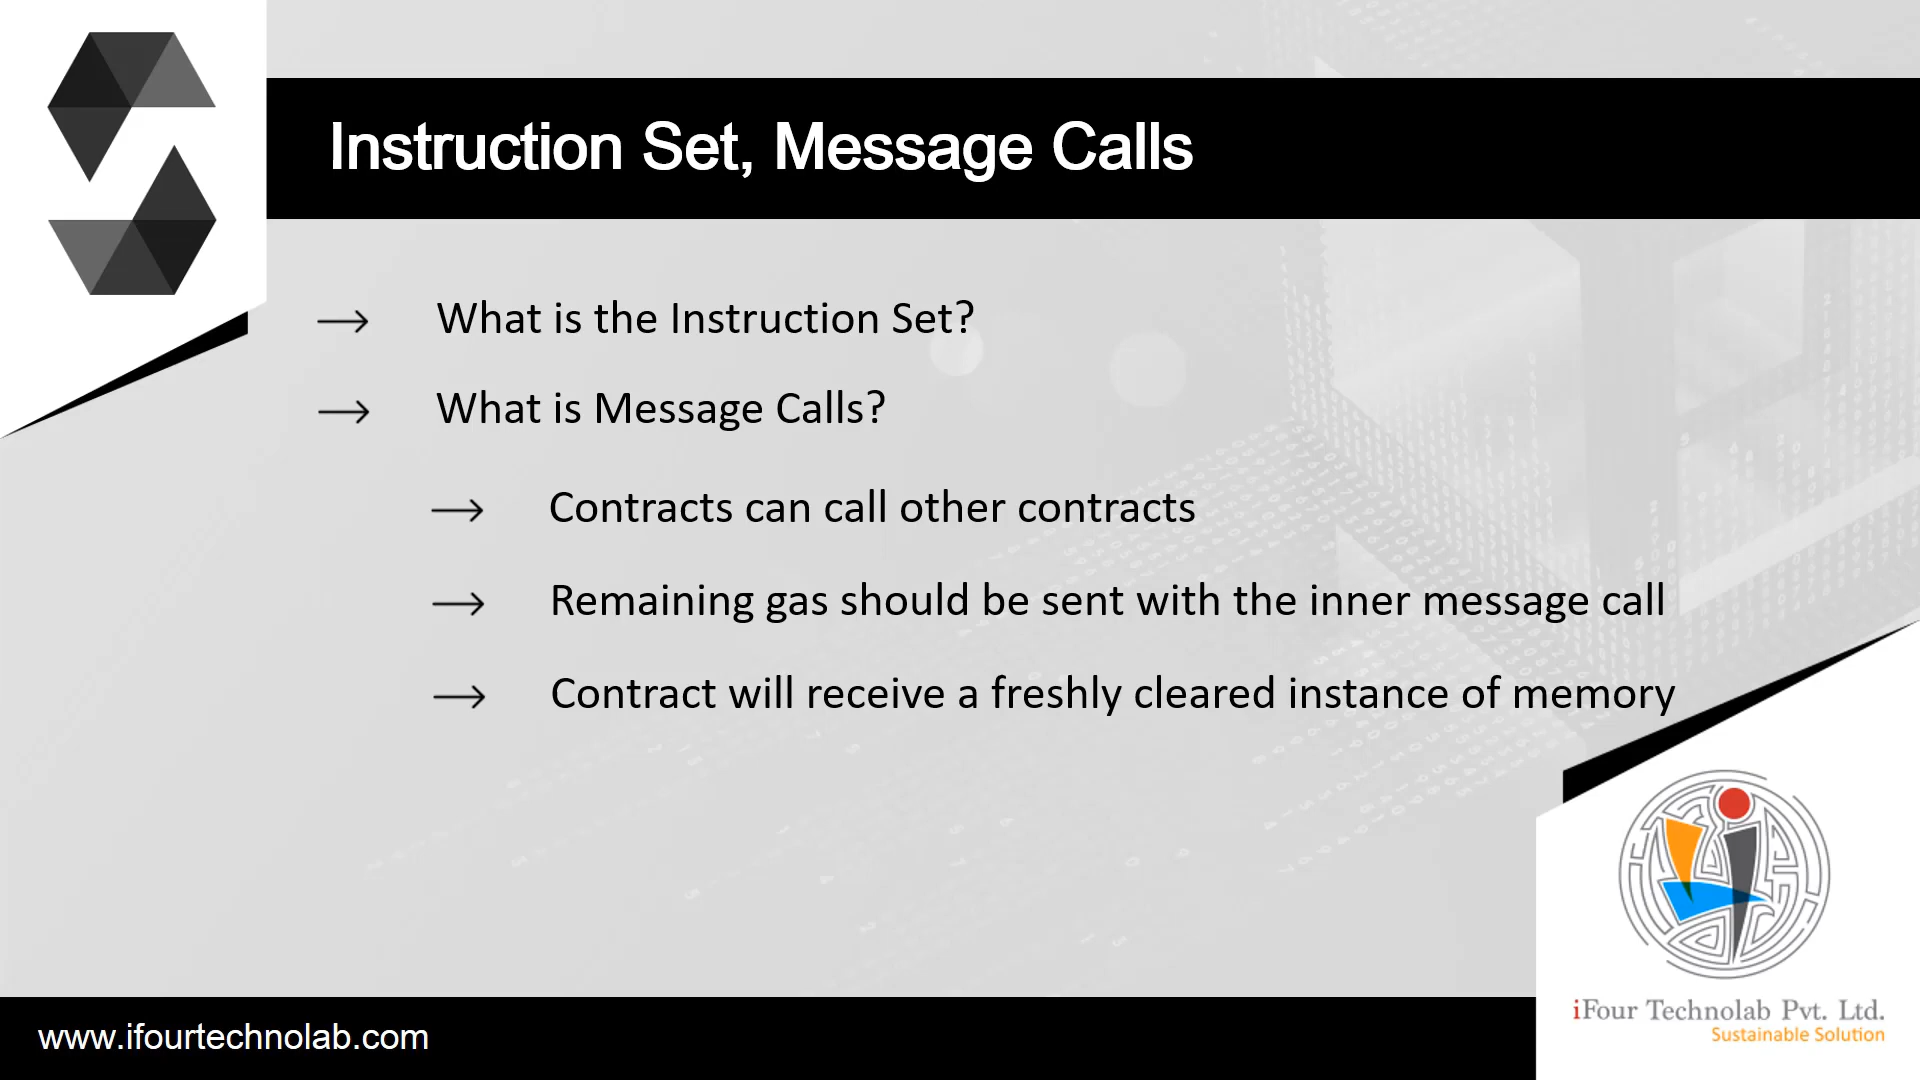 Instruction Set, Message Calls
What is the Instruction Set?
What is Message Calls?
Contracts can call other contracts
Remaining gas should be sent with the inner message call
Contract will receive a freshly cleared instance of memory
iFour Technolab Pvt. Ltd.
Sustainable Solution
www.ifourtechnolab.com